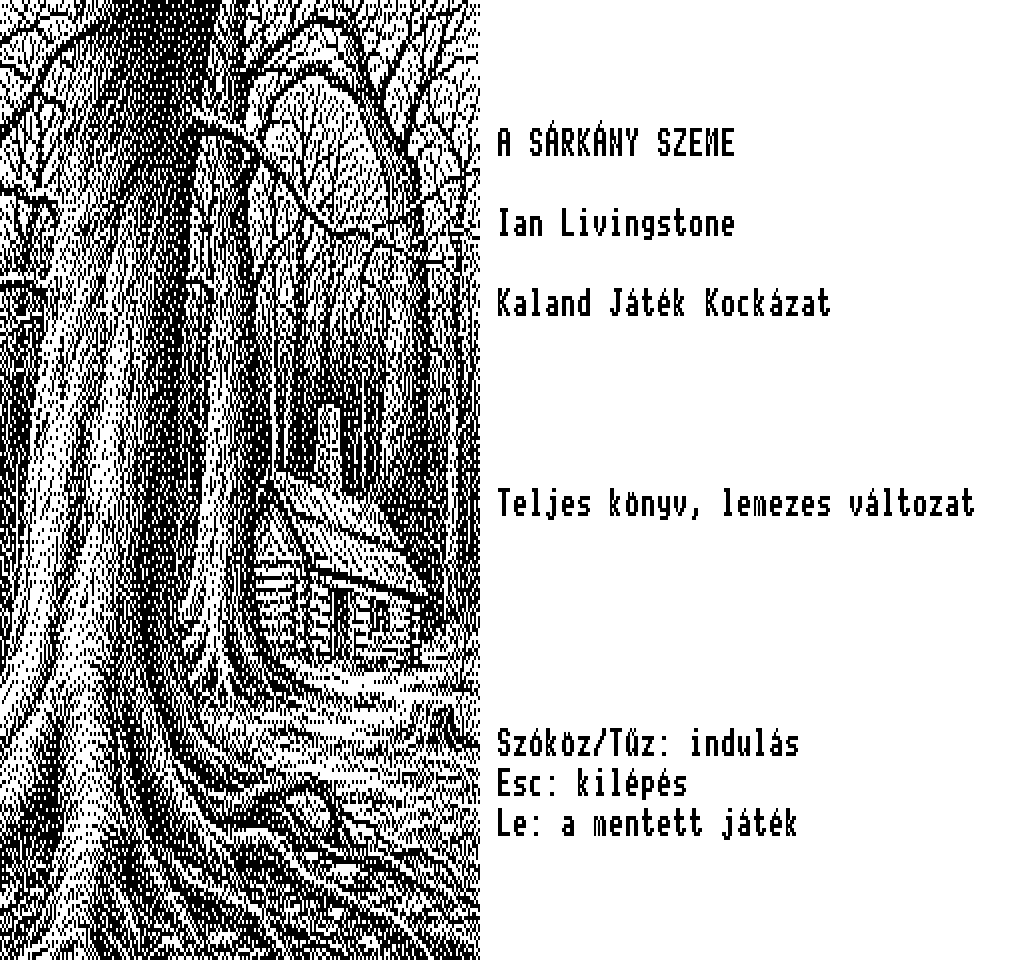 A SÁRKÁNY SZEME
Ian Livingstone
Kaland Játék Kockázat
Teljes könyv, lemezes változat
Szóköz/Tűz: indulás
Esc: kilépés
Le: a mentett játék